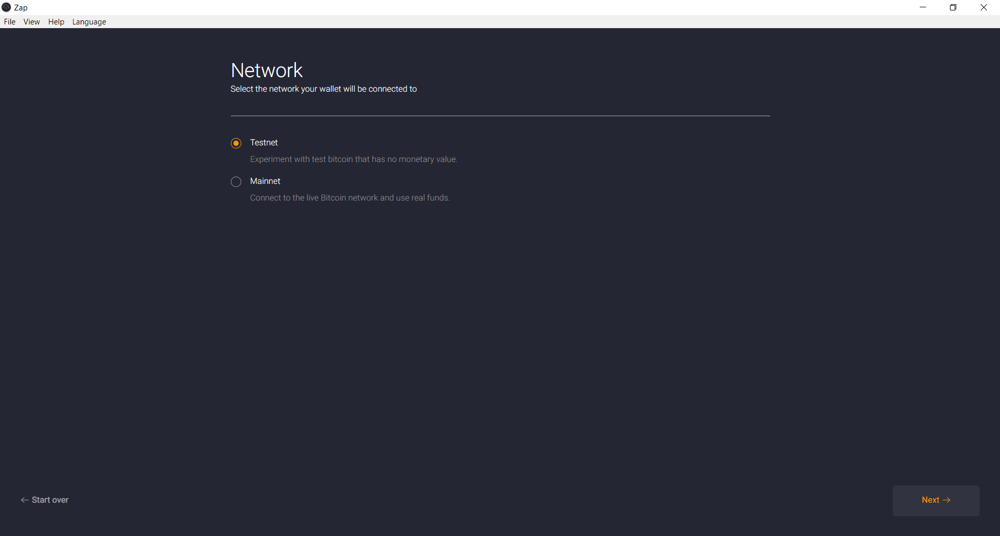 Zap
File View Help Language
Network
Select the network your wallet will be connected to
Testnet
Experiment with test bitcoin that has no monetary value.
Mainnet
Connect to the live Bitcoin network and use real funds.
← Start over
Next →